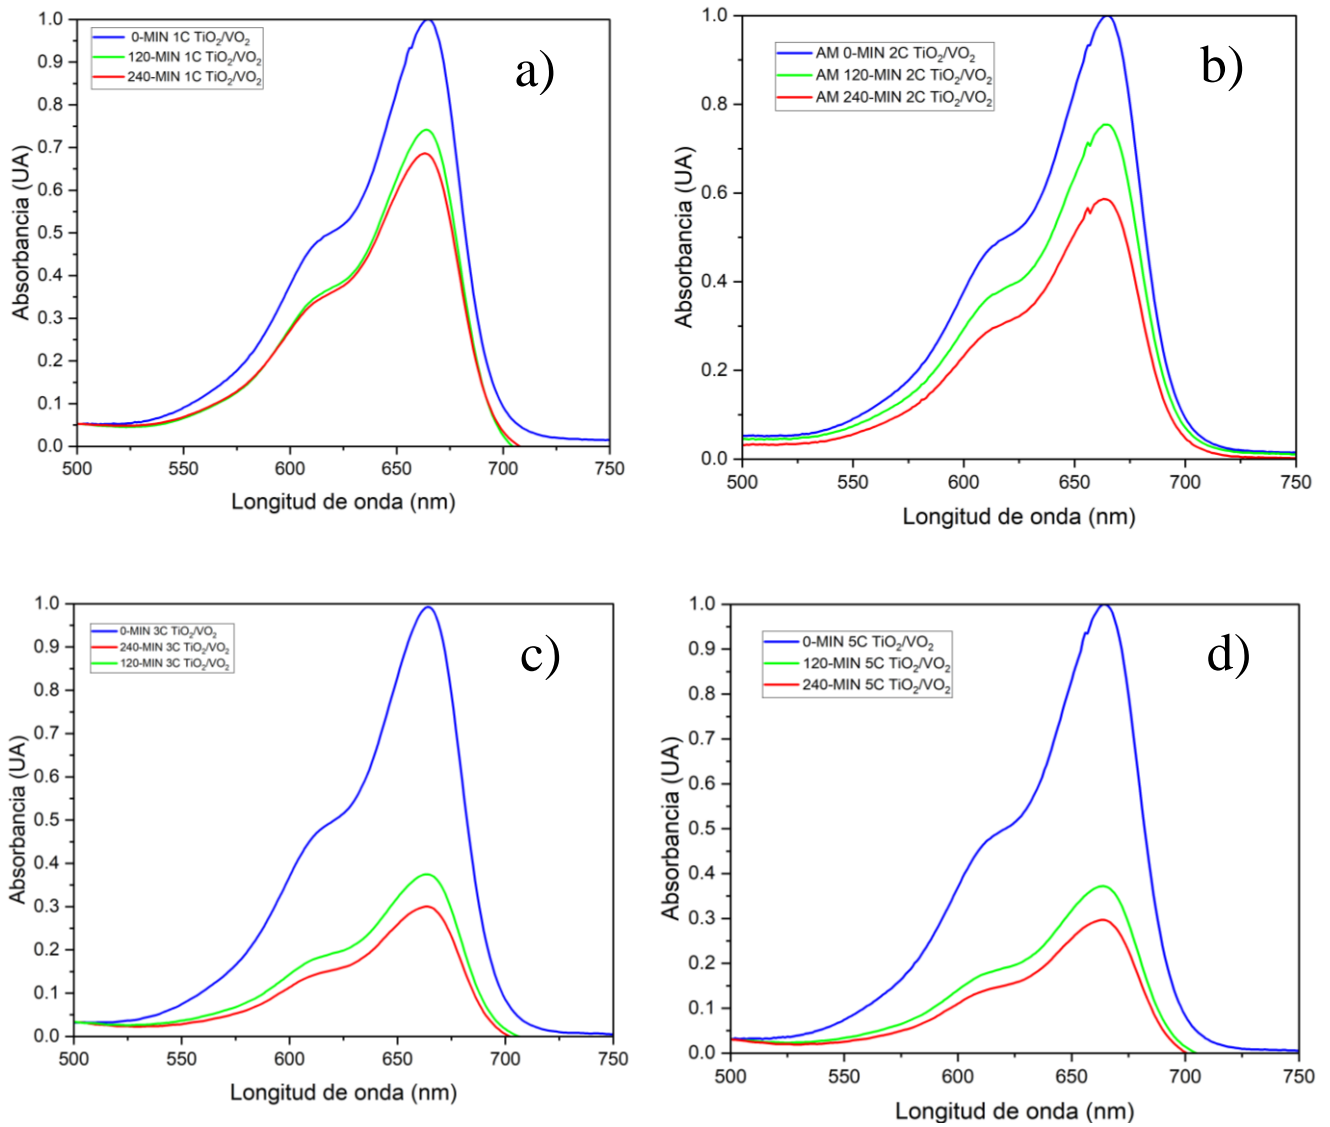 a)
0-MIN 1C TiO₂/VO₂
120-MIN 1C TiO₂/VO₂
240-MIN 1C TiO₂/VO₂
Absorbancia (UA)
1.0
0.9
0.8
0.7
0.6
0.5
0.4
0.3
0.2
0.1
0.0
500 550 600 650 700 750
Longitud de onda (nm)
b)
AM 0-MIN 2C TiO₂/VO₂
AM 120-MIN 2C TiO₂/VO₂
AM 240-MIN 2C TiO₂/VO₂
Absorbancia (UA)
1.0
0.8
0.6
0.4
0.2
0.0
500 550 600 650 700 750
Longitud de onda (nm)
c)
0-MIN 3C TiO₂/VO₂
240-MIN 3C TiO₂/VO₂
120-MIN 3C TiO₂/VO₂
Absorbancia (UA)
1.0
0.9
0.8
0.7
0.6
0.5
0.4
0.3
0.2
0.1
0.0
500 550 600 650 700 750
Longitud de onda (nm)
d)
0-MIN 5C TiO₂/VO₂
120-MIN 5C TiO₂/VO₂
240-MIN 5C TiO₂/VO₂
Absorbancia (UA)
1.0
0.9
0.8
0.7
0.6
0.5
0.4
0.3
0.2
0.1
0.0
500 550 600 650 700 750
Longitud de onda (nm)